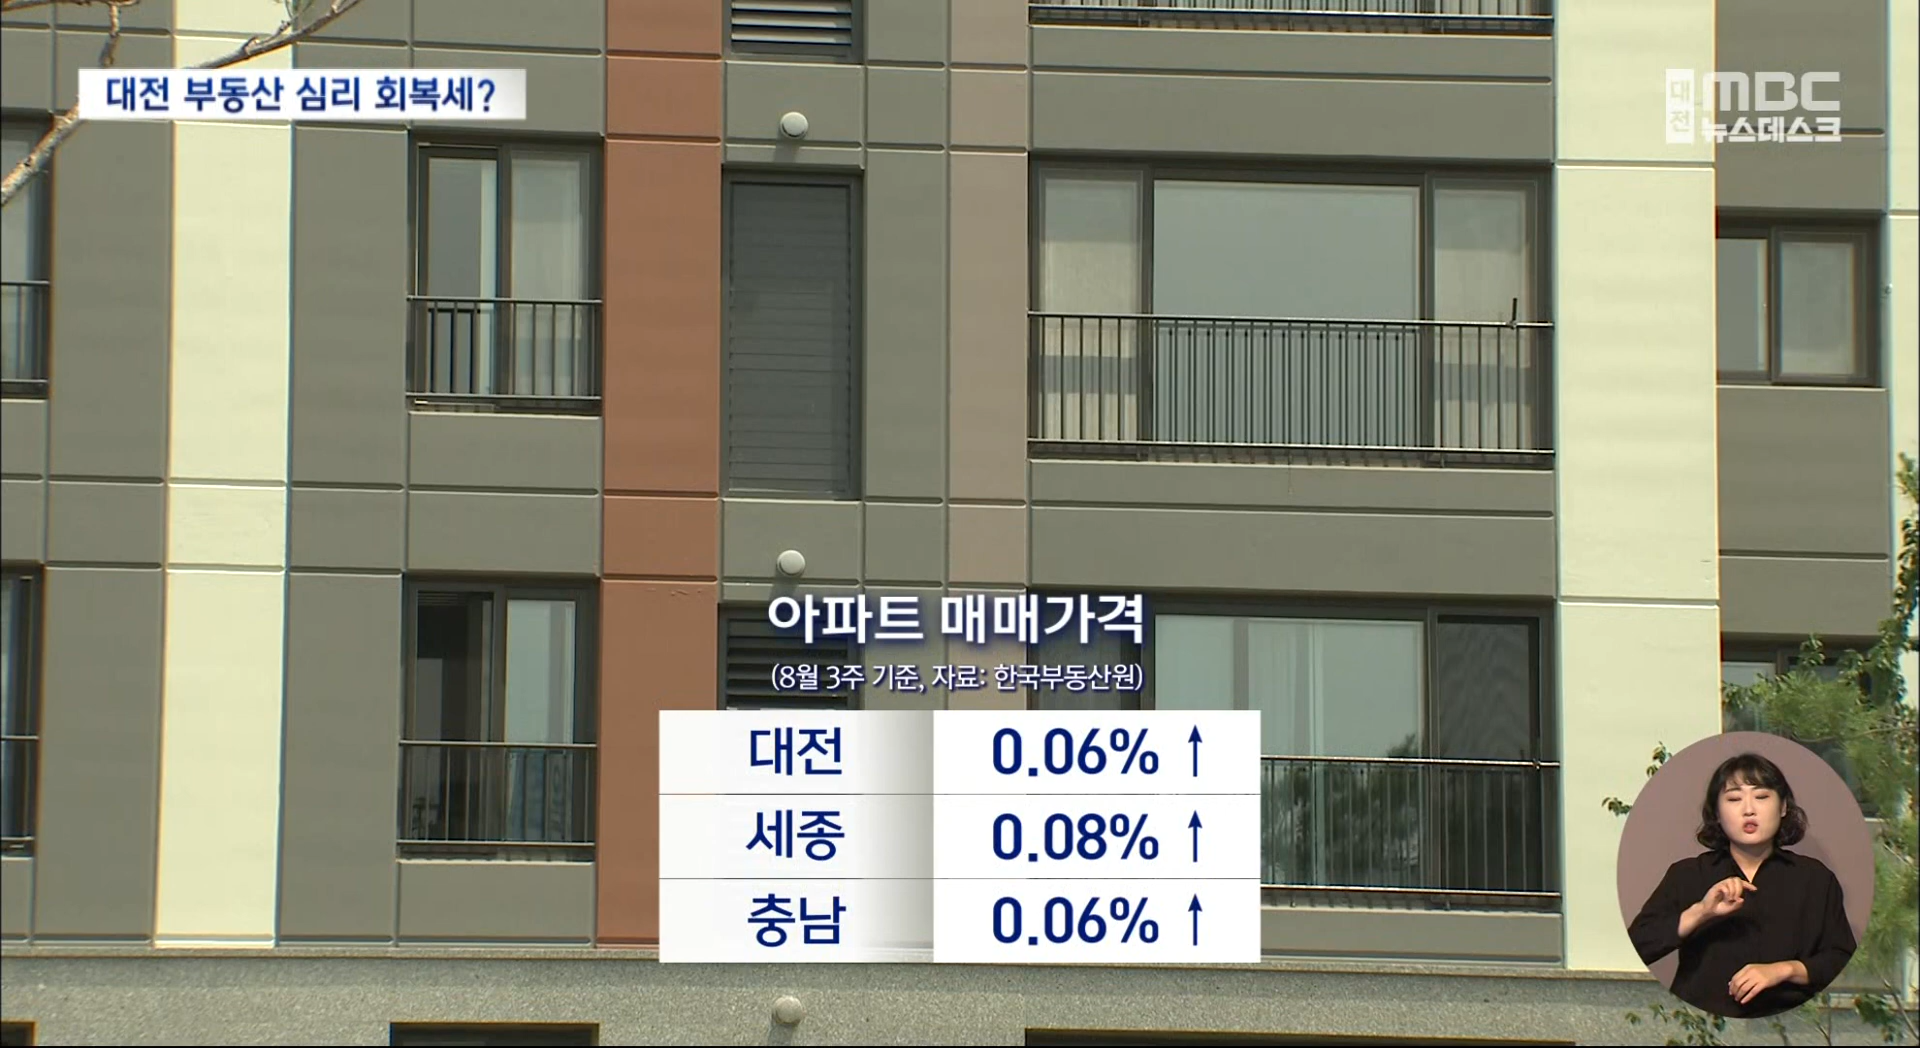 대전 부동산 심리 회복세?
대전 MBC
뉴스데스크
아파트 매매가격
(8월 3주 기준, 자료: 한국부동산원)
대전 0.06% ↑
세종 0.08% ↑
충남 0.06% ↑